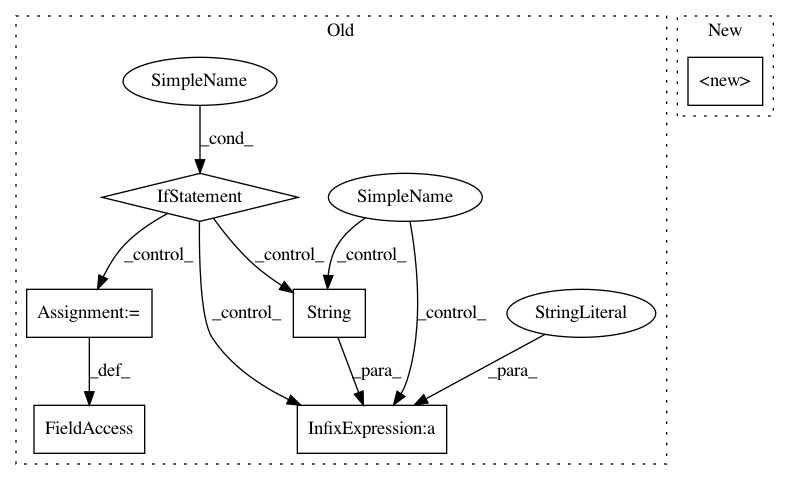 Old
New
SimpleName
<new>
_cond_
IfStatement
SimpleName
_control_
_control_
_control_
_control_
_control_
Assignment:=
String
StringLiteral
_def_
_para_
_para_
FieldAccess
InfixExpression:a